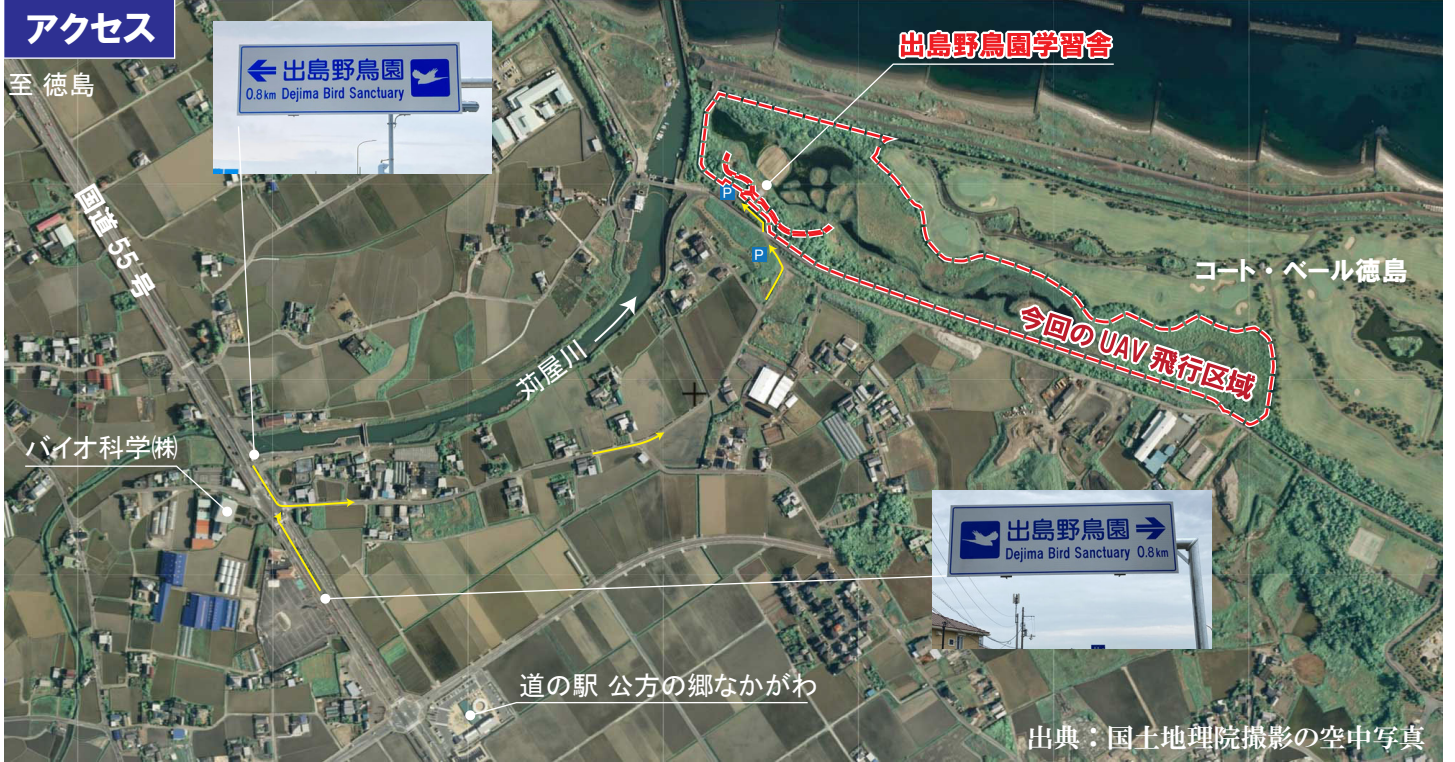 アクセス
至 徳島
出島野鳥園
0.8km Dejima Bird Sanctuary
出島野鳥園学習舎
国道 55 号
P
P
コート・ベール徳島
今回の UAV 飛行区域
苅屋川
バイオ科学㈱
出島野鳥園
Dejima Bird Sanctuary 0.8km
道の駅 公方の郷なかがわ
出典：国土地理院撮影の空中写真